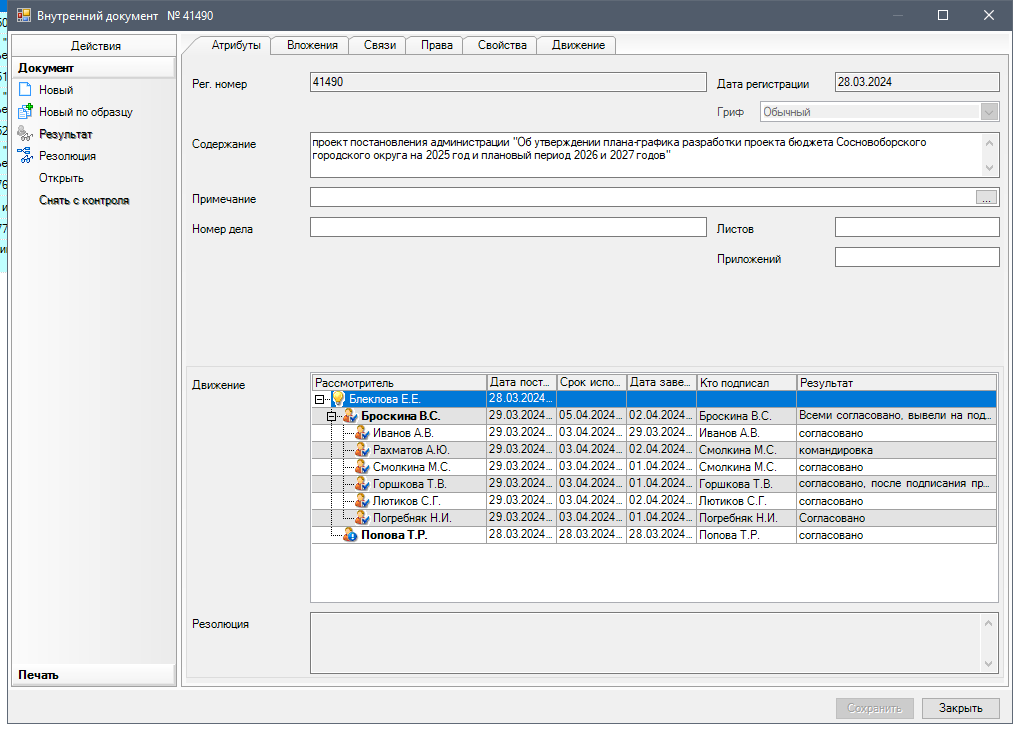 Внутренний документ № 41490
Действия
Документ
Новый
Новый по образцу
Результат
Резолюция
Открыть
Снять с контроля
Печать
Атрибуты Вложения Связи Права Свойства Движение
Рег. номер 41490 Дата регистрации 28.03.2024
Гриф Обычный
Содержание проект постановления администрации "Об утверждении плана-графика разработки проекта бюджета Сосновоборского
городского округа на 2025 год и плановый период 2026 и 2027 годов"
Примечание ...
Номер дела Листов
Приложений
Движение
Рассмотритель Дата пост... Срок испо... Дата заве... Кто подписал Результат
Блеклова Е.Е. 28.03.2024...
Броскина В.С. 29.03.2024... 05.04.2024... 02.04.2024... Броскина В.С. Всеми согласовано, вывели на под...
Иванов А.В. 29.03.2024... 03.04.2024... 29.03.2024... Иванов А.В. согласовано
Рахматов А.Ю. 29.03.2024... 03.04.2024... 02.04.2024... Смолкина М.С. командировка
Смолкина М.С. 29.03.2024... 03.04.2024... 01.04.2024... Смолкина М.С. согласовано
Горшкова Т.В. 29.03.2024... 03.04.2024... 01.04.2024... Горшкова Т.В. согласовано, после подписания пр...
Лютиков С.Г. 29.03.2024... 03.04.2024... 02.04.2024... Лютиков С.Г. согласовано
Погребняк Н.И. 29.03.2024... 03.04.2024... 01.04.2024... Погребняк Н.И. Согласовано
Попова Т.Р. 28.03.2024... 28.03.2024... 28.03.2024... Попова Т.Р. согласовано
Резолюция
Сохранить Закрыть